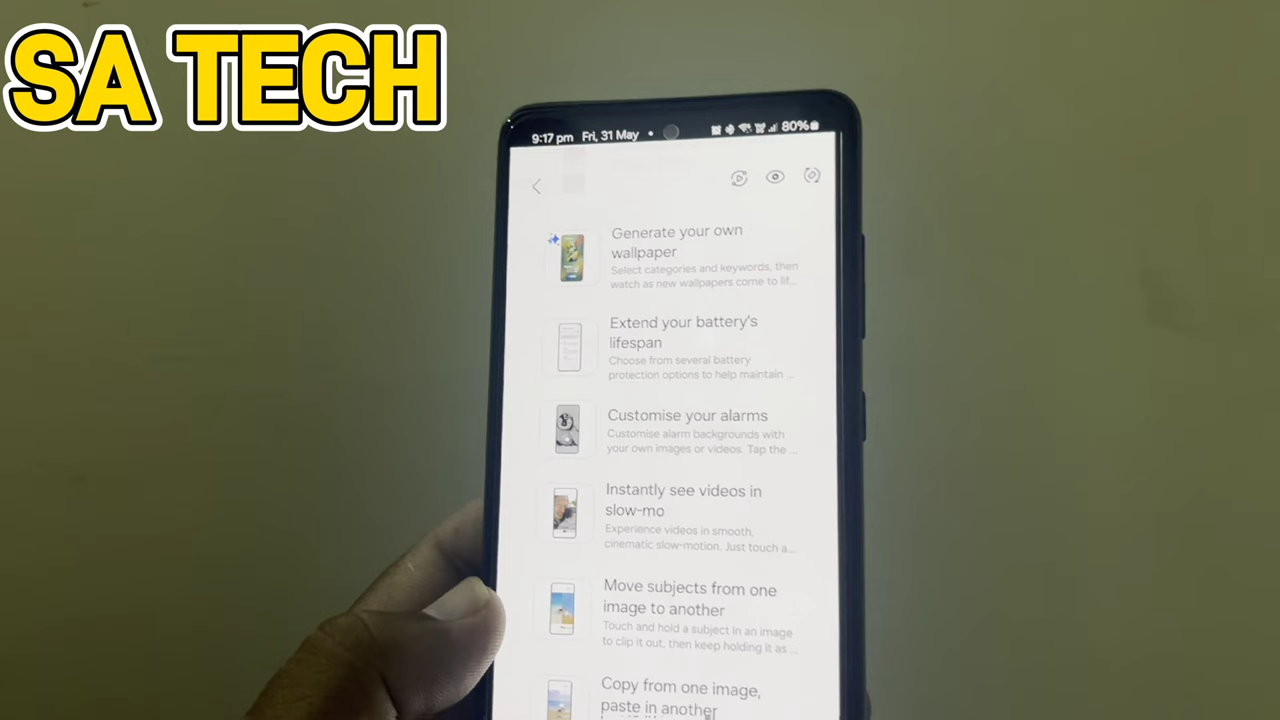 SA TECH
9:17 pm Fri, 31 May
80%
Generate your own
wallpaper
Select categories and keywords, then
watch as new wallpapers come to lif...
Extend your battery's
lifespan
Choose from several battery
protection options to help maintain ...
Customise your alarms
Customise alarm backgrounds with
your own images or videos. Tap the ...
Instantly see videos in
slow-mo
Experience videos in smooth,
cinematic slow-motion. Just touch a...
Move subjects from one
image to another
Touch and hold a subject in an image
to clip it out, then keep holding it as ...
Copy from one image,
paste in another